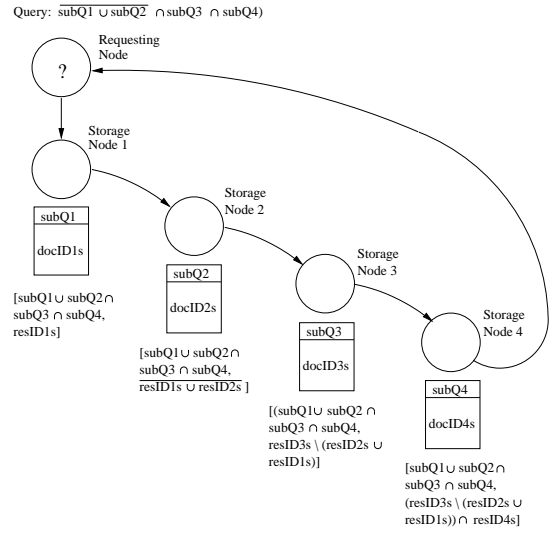 Query: subQ1 ∪ subQ2 ∩ subQ3 ∩ subQ4)
Requesting
Node
?
Storage
Node 1
subQ1
docID1s
[subQ1∪ subQ2∩
subQ3 ∩ subQ4,
resID1s]
Storage
Node 2
subQ2
docID2s
[subQ1∪ subQ2∩
subQ3 ∩ subQ4,
resID1s ∪ resID2s ]
Storage
Node 3
subQ3
docID3s
[(subQ1∪ subQ2 ∩
subQ3 ∩ subQ4,
resID3s \ (resID2s ∪
resID1s)]
Storage
Node 4
subQ4
docID4s
[subQ1∪ subQ2∩
subQ3 ∩ subQ4,
(resID3s \ (resID2s ∪
resID1s))∩ resID4s]